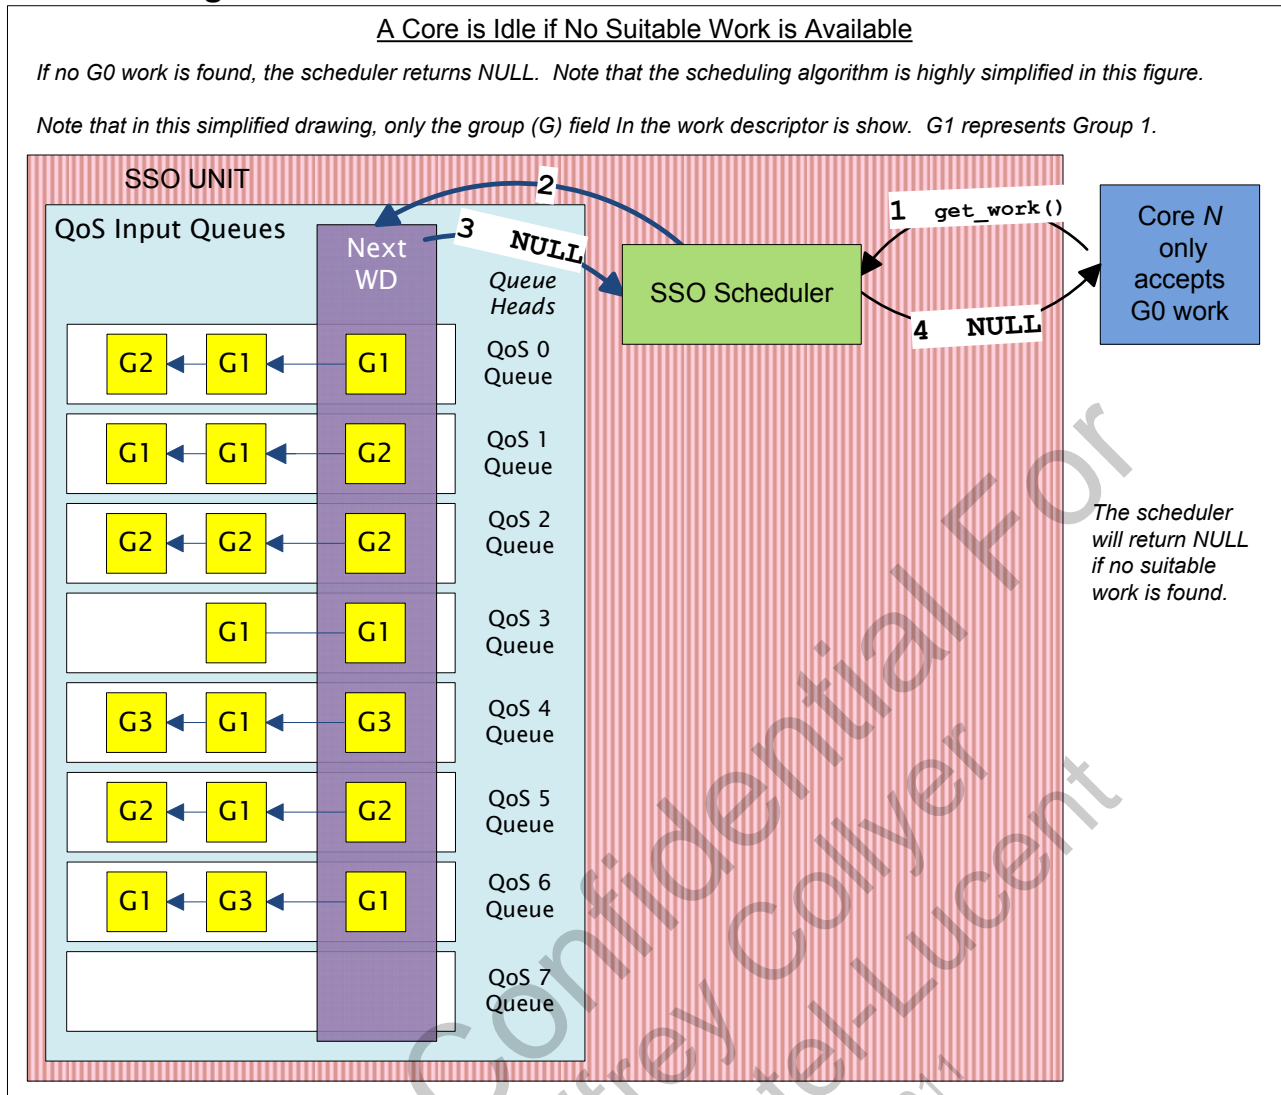 A Core is Idle if No Suitable Work is Available
If no G0 work is found, the scheduler returns NULL.  Note that the scheduling algorithm is highly simplified in this figure.
Note that in this simplified drawing, only the group (G) field In the work descriptor is show.  G1 represents Group 1.
SSO UNIT
QoS Input Queues
Next
WD
Queue
Heads
2
3 NULL
SSO Scheduler
1 get_work()
4 NULL
Core N
only
accepts
G0 work
G2 G1 G1
QoS 0
Queue
G1 G1 G2
QoS 1
Queue
G2 G2 G2
QoS 2
Queue
G1 G1
QoS 3
Queue
G3 G1 G3
QoS 4
Queue
G2 G1 G2
QoS 5
Queue
G1 G3 G1
QoS 6
Queue
QoS 7
Queue
The scheduler
will return NULL
if no suitable
work is found.
Confidential For
Collyer